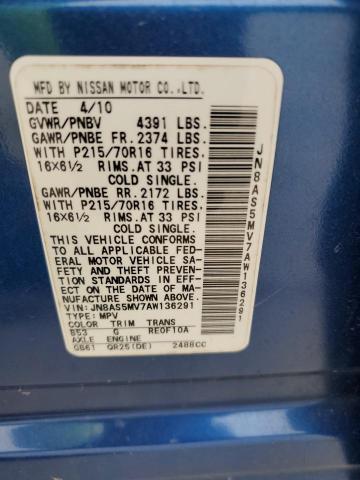 MFD BY NISSAN MOTOR CO.,LTD.
DATE 4/10
GVWR/PNBV 4391 LBS.
GAWR/PNBE FR. 2374 LBS.
WITH P215/70R16 TIRES.
16X6½ RIMS.AT 33 PSI
COLD SINGLE.
GAWR/PNBE RR. 2172 LBS.
WITH P215/70R16 TIRES.
16X6½ RIMS.AT 33 PSI
COLD SINGLE.
THIS VEHICLE CONFORMS
TO ALL APPLICABLE FED-
ERAL MOTOR VEHICLE SA-
FETY AND THEFT PREVEN-
TION STANDARDS IN EFF-
ECT ON THE DATE OF MA-
NUFACTURE SHOWN ABOVE.
VIN:JN8AS5MV7AW136291
TYPE:MPV
COLOR TRIM TRANS
B53 G RE0F10A
AXLE ENGINE
GB61 QR25(DE) 2488CC
JN8AS5MV7AW136291